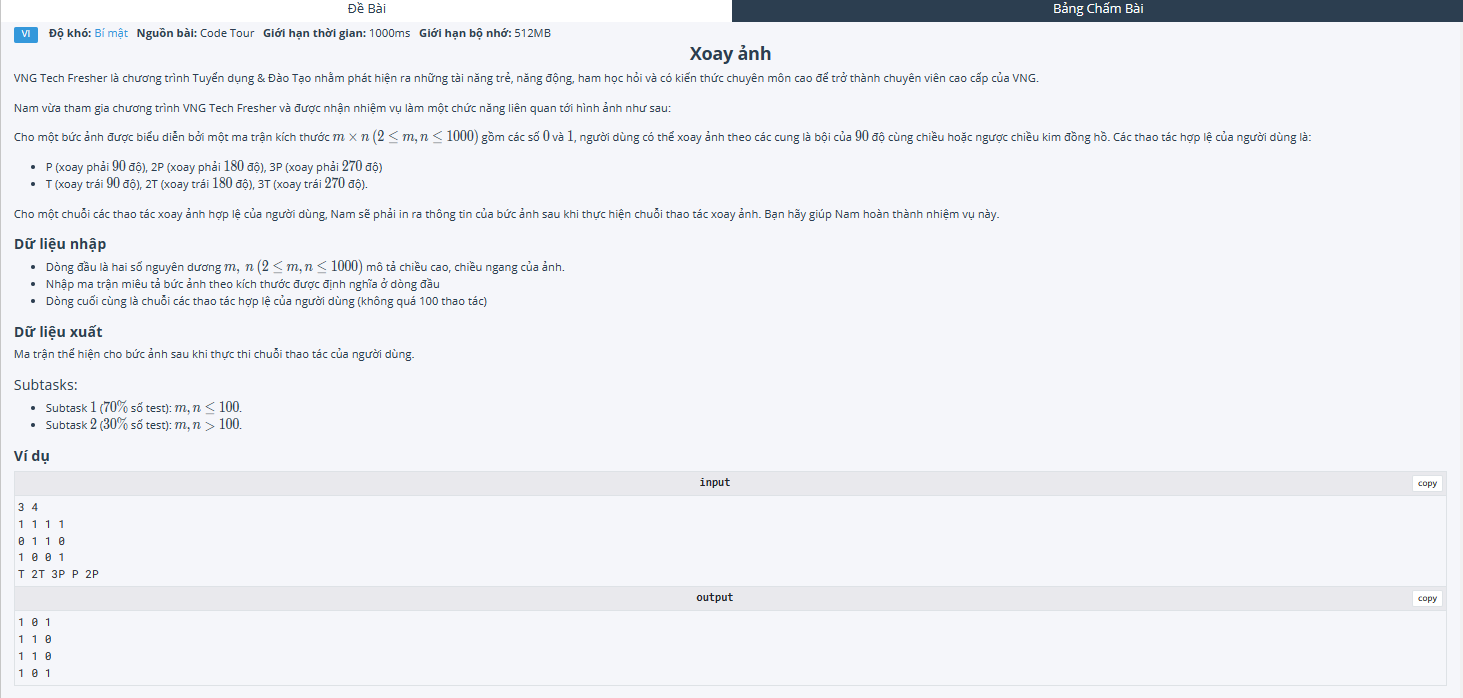 Đề Bài
Bảng Chấm Bài
VI Độ khó: Bí mật Nguồn bài: Code Tour Giới hạn thời gian: 1000ms Giới hạn bộ nhớ: 512MB
Xoay ảnh
VNG Tech Fresher là chương trình Tuyển dụng & Đào Tạo nhằm phát hiện ra những tài năng trẻ, năng động, ham học hỏi và có kiến thức chuyên môn cao để trở thành chuyên viên cao cấp của VNG.
Nam vừa tham gia chương trình VNG Tech Fresher và được nhận nhiệm vụ làm một chức năng liên quan tới hình ảnh như sau:
Cho một bức ảnh được biểu diễn bởi một ma trận kích thước m × n (2 ≤ m, n ≤ 1000) gồm các số 0 và 1, người dùng có thể xoay ảnh theo các cung là bội của 90 độ cùng chiều hoặc ngược chiều kim đồng hồ. Các thao tác hợp lệ của người dùng là:
• P (xoay phải 90 độ), 2P (xoay phải 180 độ), 3P (xoay phải 270 độ)
• T (xoay trái 90 độ), 2T (xoay trái 180 độ), 3T (xoay trái 270 độ).
Cho một chuỗi các thao tác xoay ảnh hợp lệ của người dùng, Nam sẽ phải in ra thông tin của bức ảnh sau khi thực hiện chuỗi thao tác xoay ảnh. Bạn hãy giúp Nam hoàn thành nhiệm vụ này.
Dữ liệu nhập
• Dòng đầu là hai số nguyên dương m, n (2 ≤ m, n ≤ 1000) mô tả chiều cao, chiều ngang của ảnh.
• Nhập ma trận miêu tả bức ảnh theo kích thước được định nghĩa ở dòng đầu
• Dòng cuối cùng là chuỗi các thao tác hợp lệ của người dùng (không quá 100 thao tác)
Dữ liệu xuất
Ma trận thể hiện cho bức ảnh sau khi thực thi chuỗi thao tác của người dùng.
Subtasks:
• Subtask 1 (70% số test): m, n ≤ 100.
• Subtask 2 (30% số test): m, n > 100.
Ví dụ
input
copy
3 4
1 1 1 1
0 1 1 0
1 0 0 1
T 2T 3P P 2P
output
copy
1 0 1
1 1 0
1 1 0
1 0 1